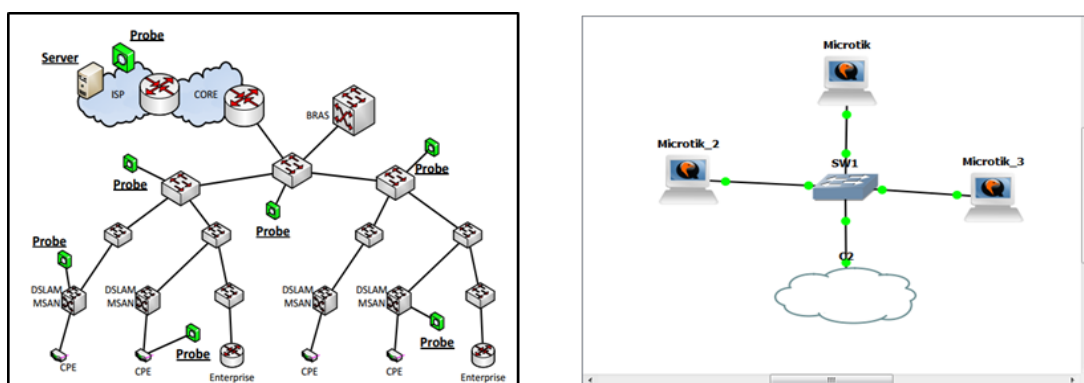 Probe
Server
ISP
CORE
BRAS
Probe
Probe
Probe
Probe
DSLAM
MSAN
DSLAM
MSAN
DSLAM
MSAN
DSLAM
MSAN
Probe
Probe
CPE
CPE
Enterprise
CPE
CPE
Enterprise
Microtik
Microtik_2
SW1
Microtik_3
C2